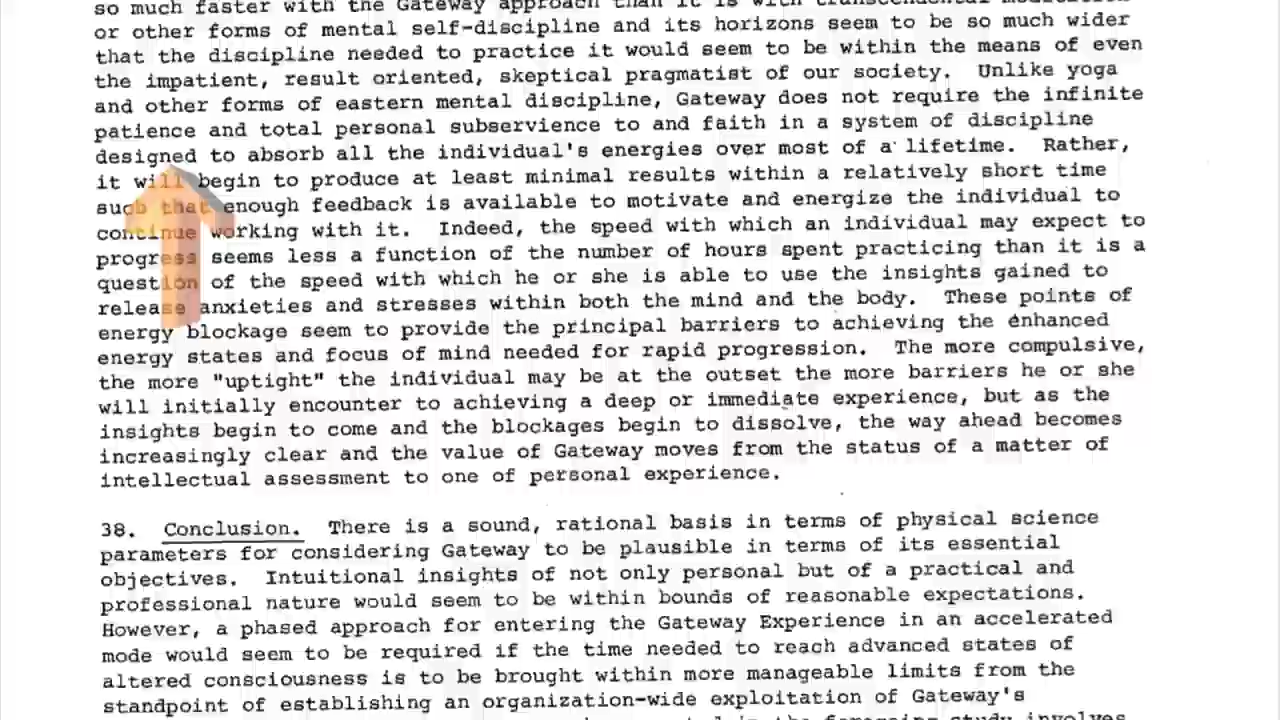 so much faster with the Gateway approach than it is with transcendental meditation
or other forms of mental self-discipline and its horizons seem to be so much wider
that the discipline needed to practice it would seem to be within the means of even
the impatient, result oriented, skeptical pragmatist of our society. Unlike yoga
and other forms of eastern mental discipline, Gateway does not require the infinite
patience and total personal subservience to and faith in a system of discipline
designed to absorb all the individual's energies over most of a lifetime. Rather,
it will begin to produce at least minimal results within a relatively short time
such that enough feedback is available to motivate and energize the individual to
continue working with it. Indeed, the speed with which an individual may expect to
progress seems less a function of the number of hours spent practicing than it is a
question of the speed with which he or she is able to use the insights gained to
release anxieties and stresses within both the mind and the body. These points of
energy blockage seem to provide the principal barriers to achieving the enhanced
energy states and focus of mind needed for rapid progression. The more compulsive,
the more "uptight" the individual may be at the outset the more barriers he or she
will initially encounter to achieving a deep or immediate experience, but as the
insights begin to come and the blockages begin to dissolve, the way ahead becomes
increasingly clear and the value of Gateway moves from the status of a matter of
intellectual assessment to one of personal experience.
38. Conclusion. There is a sound, rational basis in terms of physical science
parameters for considering Gateway to be plausible in terms of its essential
objectives. Intuitional insights of not only personal but of a practical and
professional nature would seem to be within bounds of reasonable expectations.
However, a phased approach for entering the Gateway Experience in an accelerated
mode would seem to be required if the time needed to reach advanced states of
altered consciousness is to be brought within more manageable limits from the
standpoint of establishing an organization-wide exploitation of Gateway's
in the foregoing study involves